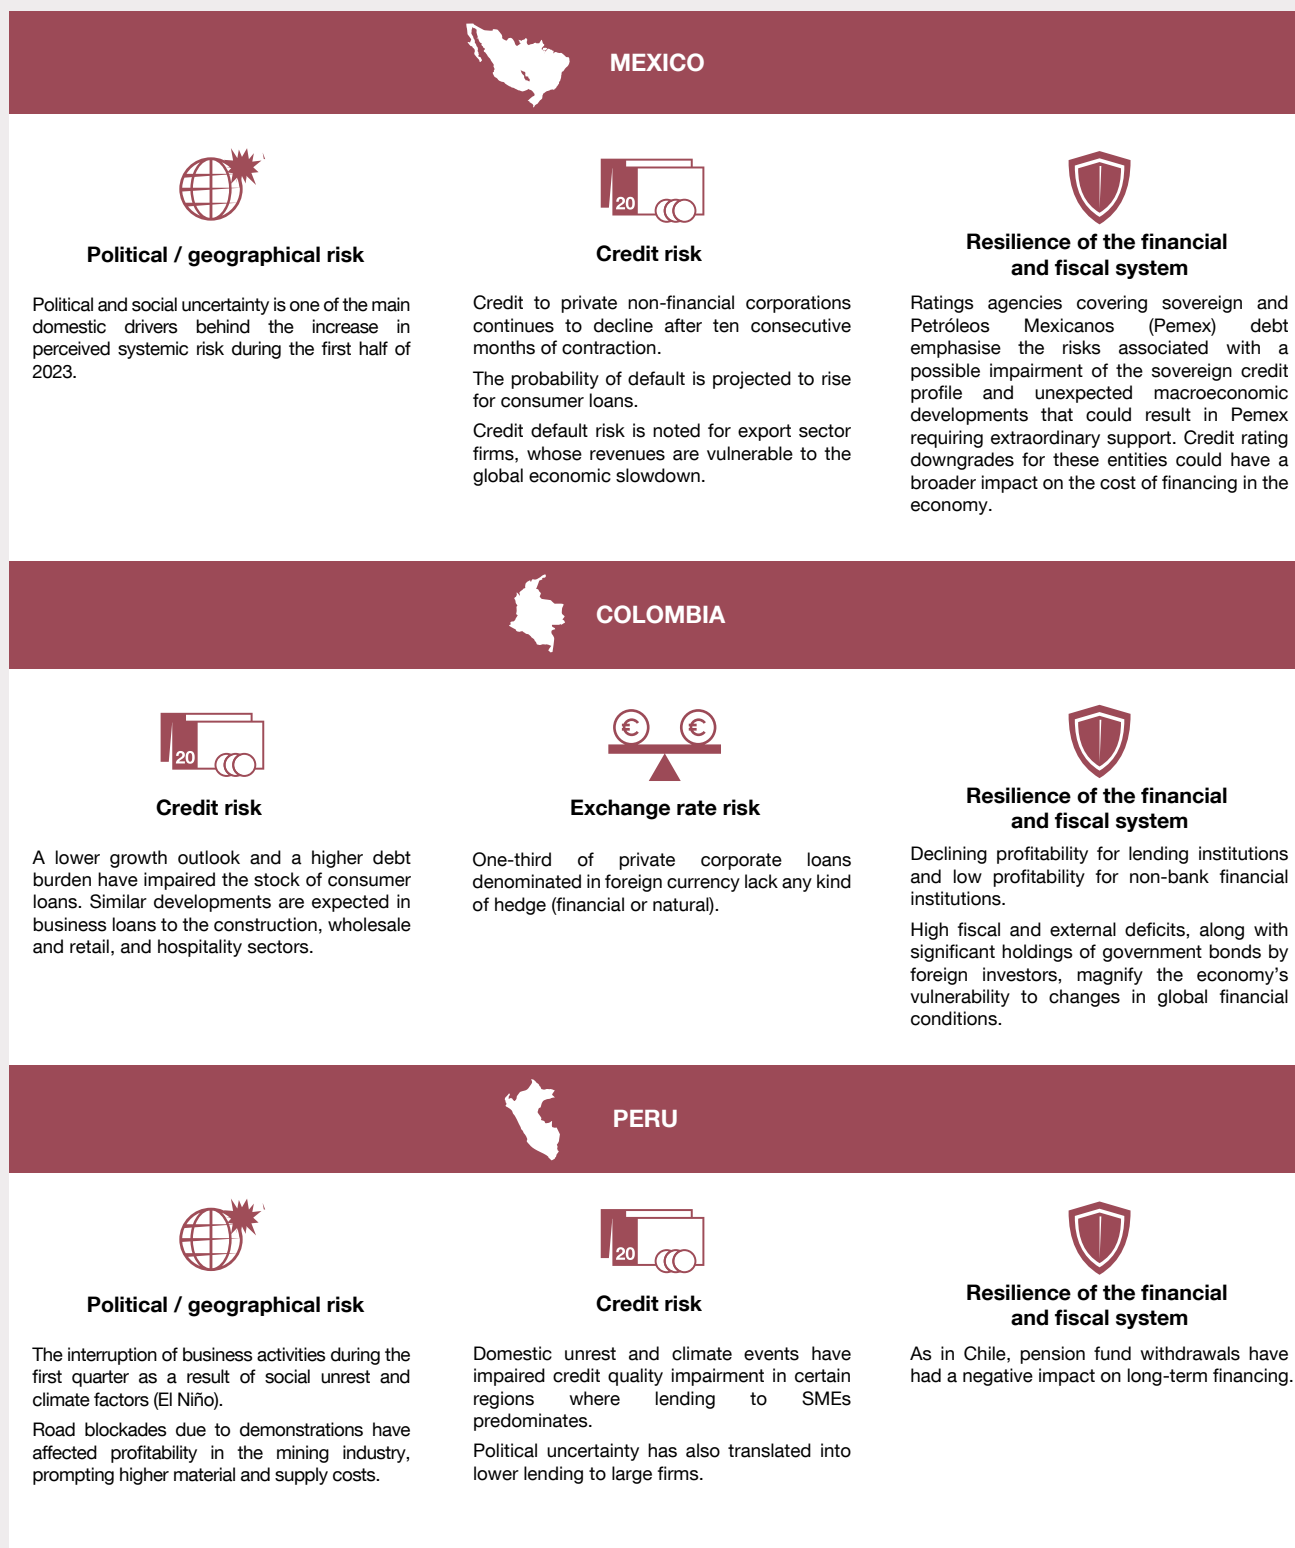 MEXICO
20
Political / geographical risk
Political and social uncertainty is one of the main
domestic drivers behind the increase in
perceived systemic risk during the first half of
2023.
Credit risk
Credit to private non-financial corporations
continues to decline after ten consecutive
months of contraction.
The probability of default is projected to rise
for consumer loans.
Credit default risk is noted for export sector
firms, whose revenues are vulnerable to the
global economic slowdown.
Resilience of the financial
and fiscal system
Ratings agencies covering sovereign and
Petróleos Mexicanos (Pemex) debt
emphasise the risks associated with a
possible impairment of the sovereign credit
profile and unexpected macroeconomic
developments that could result in Pemex
requiring extraordinary support. Credit rating
downgrades for these entities could have a
broader impact on the cost of financing in the
economy.
COLOMBIA
20
Credit risk
A lower growth outlook and a higher debt
burden have impaired the stock of consumer
loans. Similar developments are expected in
business loans to the construction, wholesale
and retail, and hospitality sectors.
€ €
Exchange rate risk
One-third of private corporate loans
denominated in foreign currency lack any kind
of hedge (financial or natural).
Resilience of the financial
and fiscal system
Declining profitability for lending institutions
and low profitability for non-bank financial
institutions.
High fiscal and external deficits, along with
significant holdings of government bonds by
foreign investors, magnify the economy's
vulnerability to changes in global financial
conditions.
PERU
Political / geographical risk
The interruption of business activities during the
first quarter as a result of social unrest and
climate factors (El Niño).
Road blockades due to demonstrations have
affected profitability in the mining industry,
prompting higher material and supply costs.
20
Credit risk
Domestic unrest and climate events have
impaired credit quality impairment in certain
regions where lending to SMEs
predominates.
Political uncertainty has also translated into
lower lending to large firms.
Resilience of the financial
and fiscal system
As in Chile, pension fund withdrawals have
had a negative impact on long-term financing.